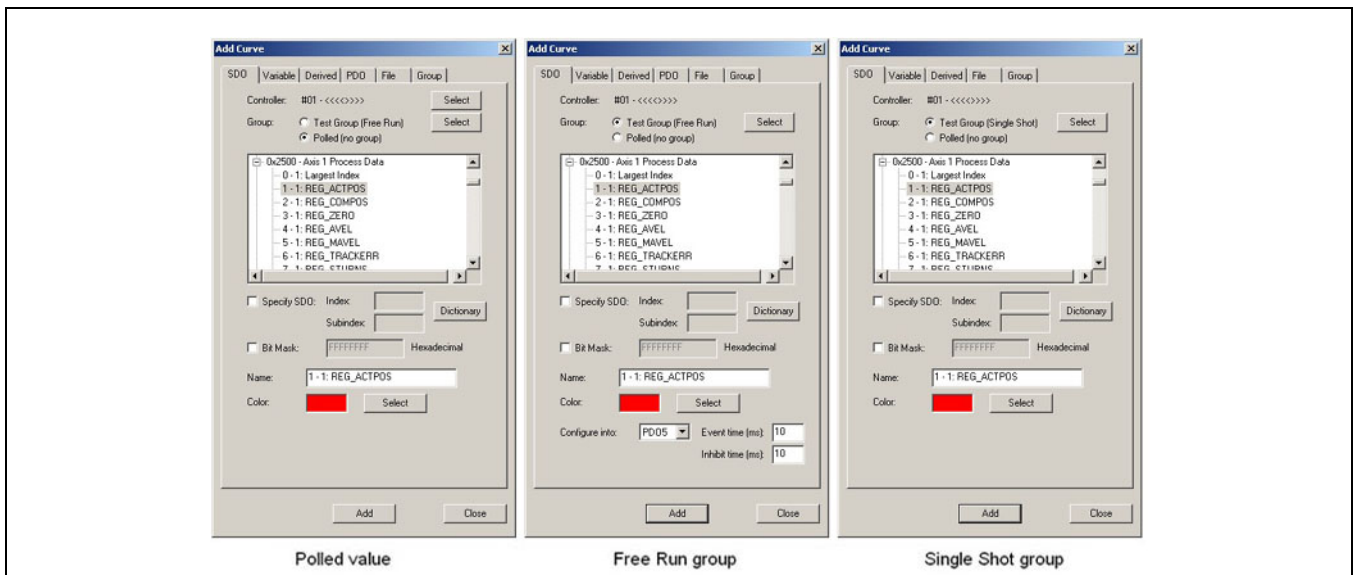 Add Curve
SDO Variable Derived PDO File Group
Controller: #01 - <<<<>>>> Select
Group: Test Group (Free Run) Select
Polled (no group)
0x2500 - Axis 1 Process Data
0 - 1: Largest Index
1 - 1: REG_ACTPOS
2 - 1: REG_COMPOS
3 - 1: REG_ZERO
4 - 1: REG_AVEL
5 - 1: REG_MAVEL
6 - 1: REG_TRACKERR
7 - 1: REG_STURNS
Specify SDO: Index:
Subindex:
Dictionary
Bit Mask: FFFFFFFF Hexadecimal
Name: 1 - 1: REG_ACTPOS
Color: Select
Add Close
Polled value
Add Curve
SDO Variable Derived PDO File Group
Controller: #01 - <<<<>>>>
Group: Test Group (Free Run) Select
Polled (no group)
0x2500 - Axis 1 Process Data
0 - 1: Largest Index
1 - 1: REG_ACTPOS
2 - 1: REG_COMPOS
3 - 1: REG_ZERO
4 - 1: REG_AVEL
5 - 1: REG_MAVEL
6 - 1: REG_TRACKERR
7 - 1: REG_STURNS
Specify SDO: Index:
Subindex:
Dictionary
Bit Mask: FFFFFFFF Hexadecimal
Name: 1 - 1: REG_ACTPOS
Color: Select
Configure into: PDO5 Event time (ms): 10
Inhibit time (ms): 10
Add Close
Free Run group
Add Curve
SDO Variable Derived File Group
Controller: #01 - <<<<>>>>
Group: Test Group (Single Shot) Select
Polled (no group)
0x2500 - Axis 1 Process Data
0 - 1: Largest Index
1 - 1: REG_ACTPOS
2 - 1: REG_COMPOS
3 - 1: REG_ZERO
4 - 1: REG_AVEL
5 - 1: REG_MAVEL
6 - 1: REG_TRACKERR
7 - 1: REG_STURNS
Specify SDO: Index:
Subindex:
Dictionary
Bit Mask: FFFFFFFF Hexadecimal
Name: 1 - 1: REG_ACTPOS
Color: Select
Add Close
Single Shot group